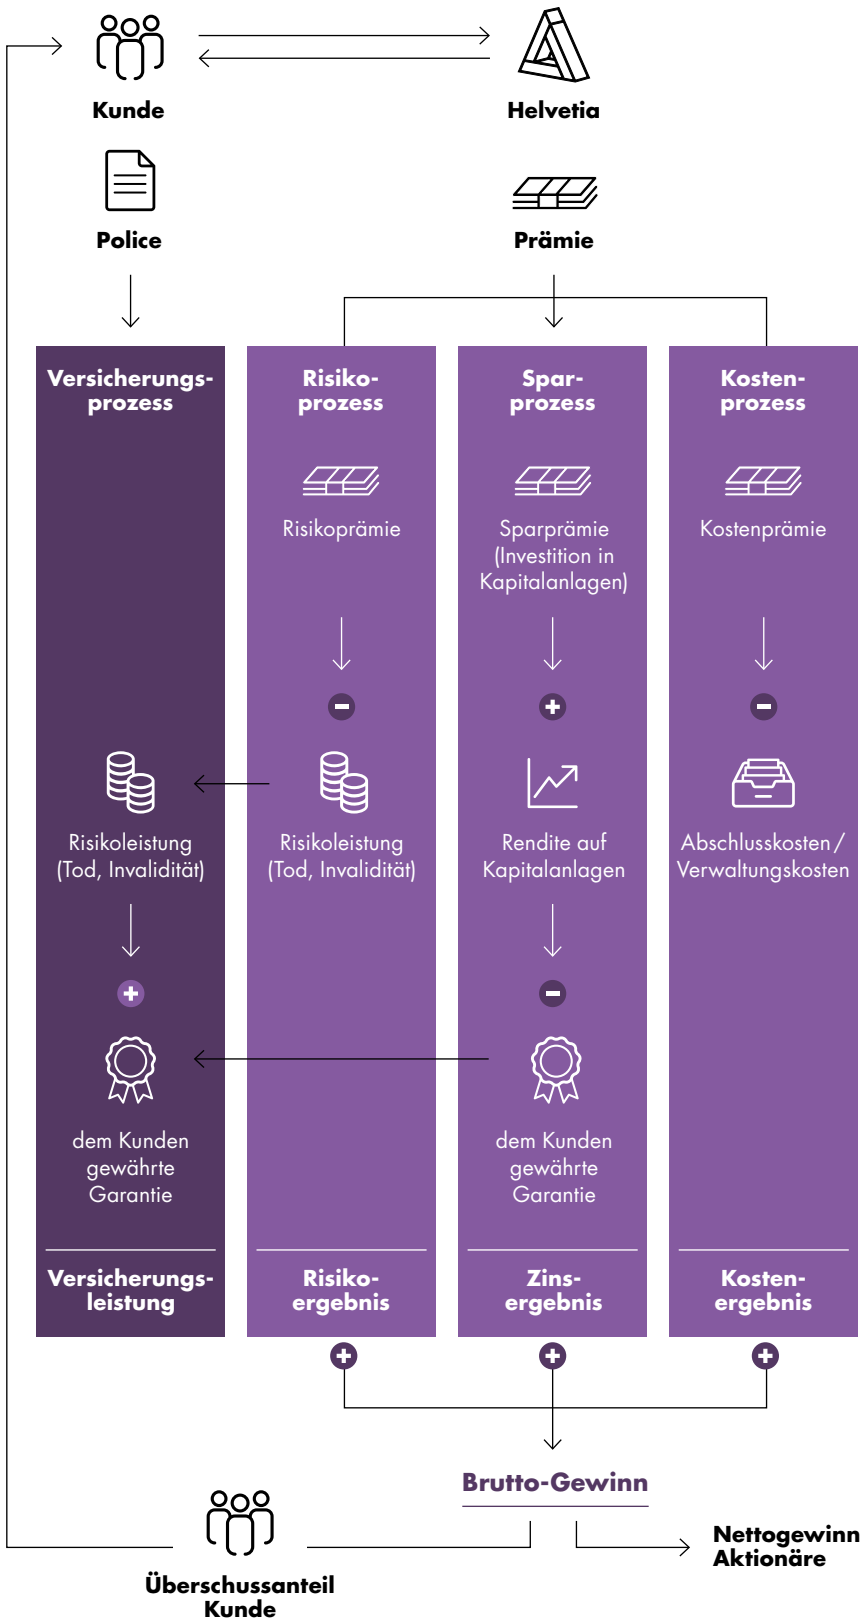 Kunde
Helvetia
Police
Prämie
Versicherungs-
prozess
Risiko-
prozess
Spar-
prozess
Kosten-
prozess
Risikoprämie
Sparprämie
(Investition in
Kapitalanlagen)
Kostenprämie
Risikoleistung
(Tod, Invalidität)
Risikoleistung
(Tod, Invalidität)
Rendite auf
Kapitalanlagen
Abschlusskosten/
Verwaltungskosten
dem Kunden
gewährte
Garantie
dem Kunden
gewährte
Garantie
Versicherungs-
leistung
Risiko-
ergebnis
Zins-
ergebnis
Kosten-
ergebnis
Brutto-Gewinn
Nettogewinn
Aktionäre
Überschussanteil
Kunde